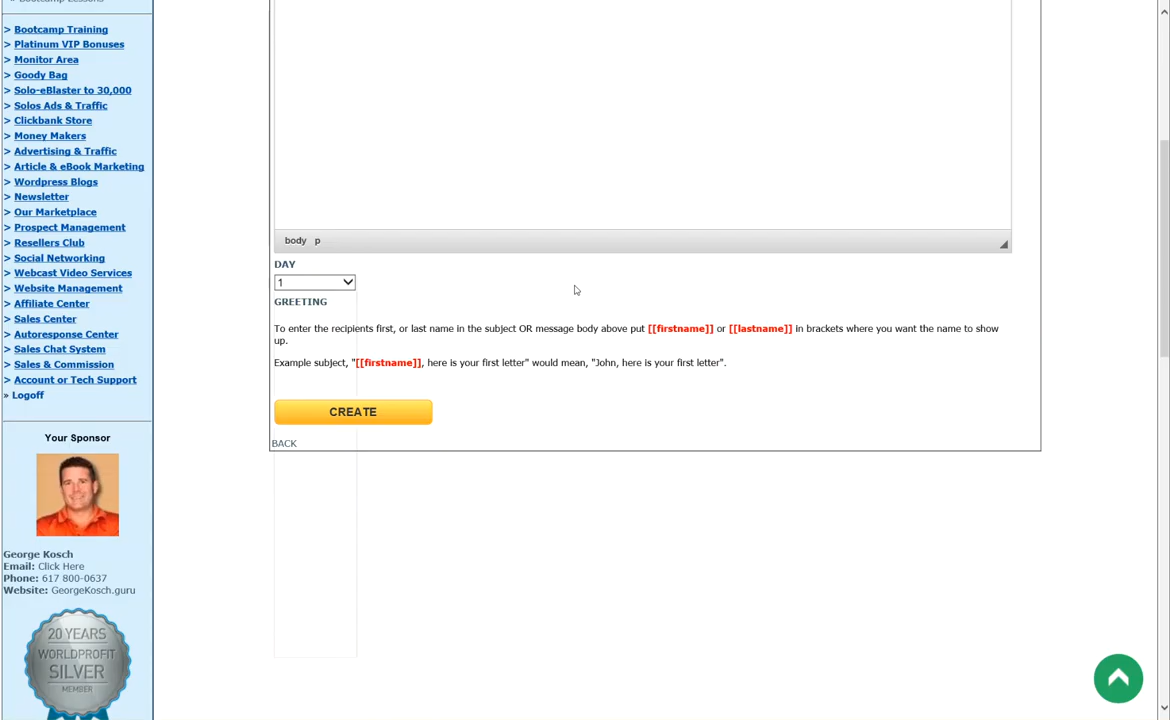 > Bootcamp Training
> Platinum VIP Bonuses
> Monitor Area
> Goody Bag
> Solo-eBlaster to 30,000
> Solos Ads & Traffic
> Clickbank Store
> Money Makers
> Advertising & Traffic
> Article & eBook Marketing
> Wordpress Blogs
> Newsletter
> Our Marketplace
> Prospect Management
> Resellers Club
> Social Networking
> Webcast Video Services
> Website Management
> Affiliate Center
> Sales Center
> Autoresponse Center
> Sales Chat System
> Sales & Commission
> Account or Tech Support
» Logoff
Your Sponsor
George Kosch
Email: Click Here
Phone: 617 800-0637
Website: GeorgeKosch.guru
20 YEARS
WORLDPROFIT
SILVER
MEMBER
body p
DAY
1
GREETING
To enter the recipients first, or last name in the subject OR message body above put [[firstname]] or [[lastname]] in brackets where you want the name to show
up.
Example subject, "[[firstname]], here is your first letter" would mean, "John, here is your first letter".
CREATE
BACK